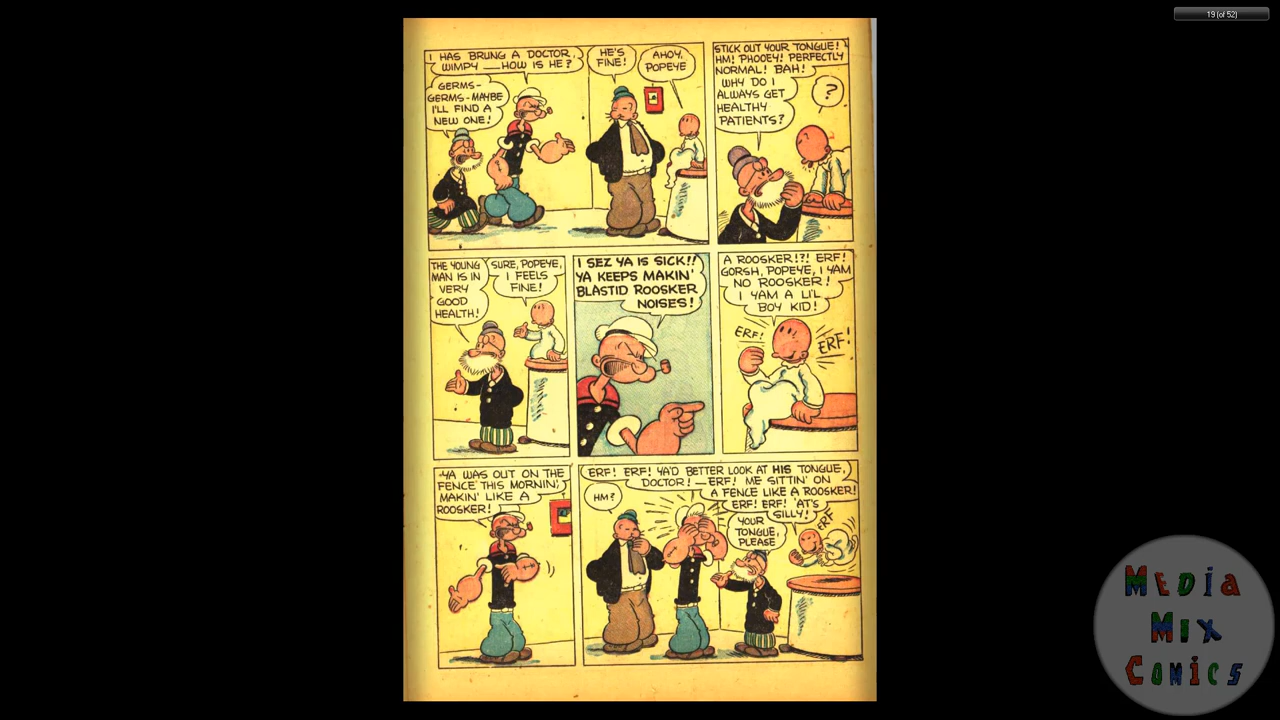 19 (of 52)
I HAS BRUNG A DOCTOR,
WIMPY — HOW IS HE?
GERMS-
GERMS-MAYBE
I'LL FIND A
NEW ONE!
HE'S
FINE!
AHOY,
POPEYE
STICK OUT YOUR TONGUE!
HM! PHOOEY! PERFECTLY
NORMAL! BAH!
WHY DO I
ALWAYS GET
HEALTHY
PATIENTS?
?
THE YOUNG
MAN IS IN
VERY
GOOD
HEALTH!
SURE, POPEYE,
I FEELS
FINE!
I SEZ YA IS SICK!!
YA KEEPS MAKIN'
BLASTID ROOSKER
NOISES!
A ROOSKER!?! ERF!
GORSH, POPEYE, I YAM
NO ROOSKER!
I YAM A LI'L
BOY KID!
ERF!
ERF!
YA WAS OUT ON THE
FENCE THIS MORNIN',
MAKIN' LIKE A
ROOSKER!
ERF! ERF! YA'D BETTER LOOK AT HIS TONGUE,
DOCTOR! — ERF! ME SITTIN' ON
A FENCE LIKE A ROOSKER!
ERF! ERF! 'AT'S
SILLY!
HM?
YOUR
TONGUE,
PLEASE
ERF
MEDIA
MIX
COMICS